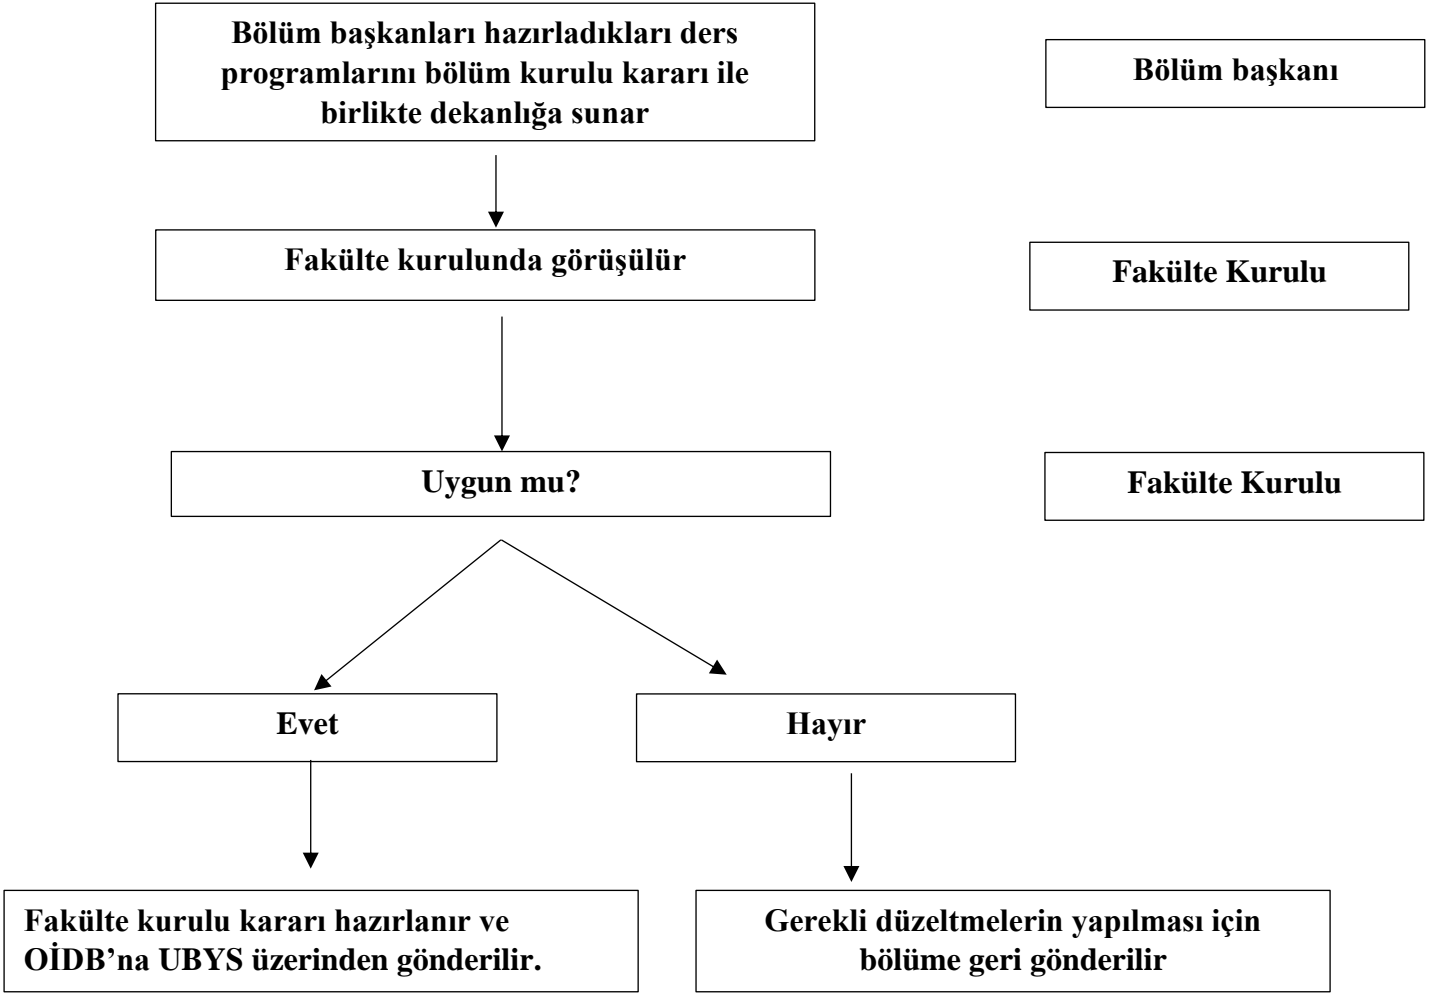 Bölüm başkanları hazırladıkları ders
programlarını bölüm kurulu kararı ile
birlikte dekanlığa sunar
Bölüm başkanı
Fakülte kurulunda görüşülür
Fakülte Kurulu
Uygun mu?
Fakülte Kurulu
Evet
Hayır
Fakülte kurulu kararı hazırlanır ve
OİDB’na UBYS üzerinden gönderilir.
Gerekli düzeltmelerin yapılması için
bölüme geri gönderilir